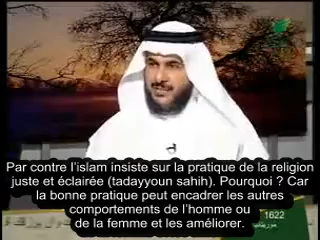 Par contre l'islam insiste sur la pratique de la religion
juste et éclairée (tadayyoun sahih). Pourquoi ? Car
la bonne pratique peut encadrer les autres
comportements de l'homme ou
de la femme et les améliorer.
1622